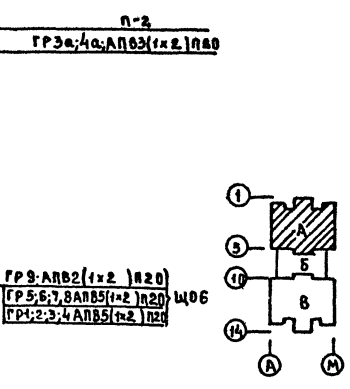 п-2
ГР3а;4а;АПВ3(1×2)П20
1
А
5
Б
10
ГР9-АПВ2(1×2 )П20
ГР5;6;7,8АПВ5(1×2)П20
ГР1;2;3;4АПВ5(1×2)П20
ЩО6
В
14
А
М